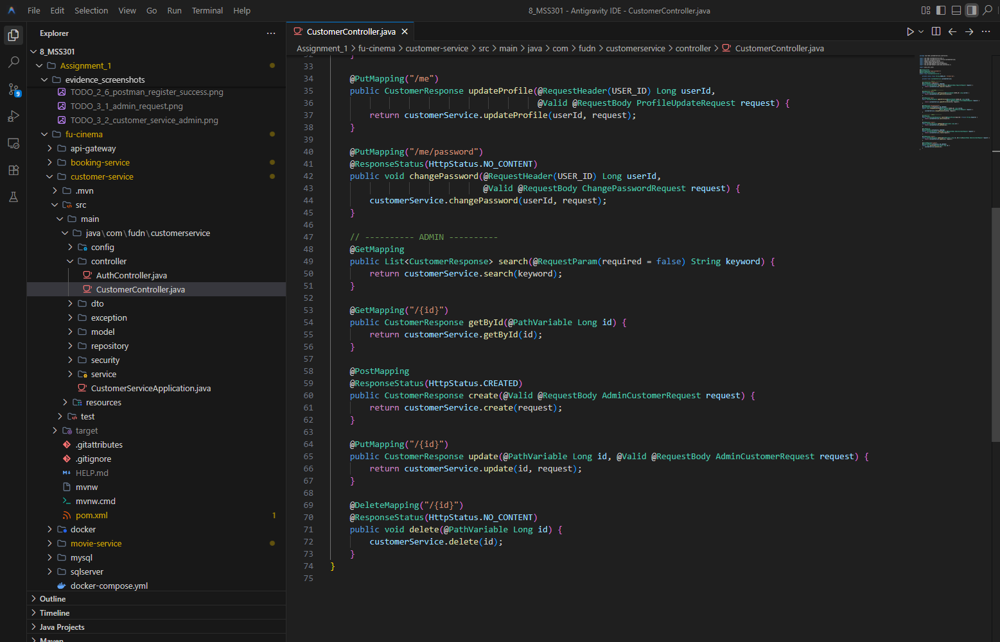 File Edit Selection View Go Run Terminal Help
8_MSS301 - Antigravity IDE - CustomerController.java
Explorer
8_MSS301
Assignment_1
evidence_screenshots
TODO_2_6_postman_register_success.png
TODO_3_1_admin_request.png
TODO_3_2_customer_service_admin.png
fu-cinema
api-gateway
booking-service
customer-service
.mvn
src
main
java\com\fudn\customerservice
config
controller
AuthController.java
CustomerController.java
dto
exception
model
repository
security
service
CustomerServiceApplication.java
resources
test
target
.gitattributes
.gitignore
HELP.md
mvnw
mvnw.cmd
pom.xml 1
docker
movie-service
mysql
sqlserver
docker-compose.yml
Outline
Timeline
Java Projects
Maven
9
CustomerController.java
Assignment_1 > fu-cinema > customer-service > src > main > java > com > fudn > customerservice > controller > CustomerController.java
32 }
33
34 @PutMapping("/me")
35 public CustomerResponse updateProfile(@RequestHeader(USER_ID) Long userId,
36 @Valid @RequestBody ProfileUpdateRequest request) {
37 return customerService.updateProfile(userId, request);
38 }
39
40 @PutMapping("/me/password")
41 @ResponseStatus(HttpStatus.NO_CONTENT)
42 public void changePassword(@RequestHeader(USER_ID) Long userId,
43 @Valid @RequestBody ChangePasswordRequest request) {
44 customerService.changePassword(userId, request);
45 }
46
47 // ---------- ADMIN ----------
48 @GetMapping
49 public List<CustomerResponse> search(@RequestParam(required = false) String keyword) {
50 return customerService.search(keyword);
51 }
52
53 @GetMapping("/{id}")
54 public CustomerResponse getById(@PathVariable Long id) {
55 return customerService.getById(id);
56 }
57
58 @PostMapping
59 @ResponseStatus(HttpStatus.CREATED)
60 public CustomerResponse create(@Valid @RequestBody AdminCustomerRequest request) {
61 return customerService.create(request);
62 }
63
64 @PutMapping("/{id}")
65 public CustomerResponse update(@PathVariable Long id, @Valid @RequestBody AdminCustomerRequest request) {
66 return customerService.update(id, request);
67 }
68
69 @DeleteMapping("/{id}")
70 @ResponseStatus(HttpStatus.NO_CONTENT)
71 public void delete(@PathVariable Long id) {
72 customerService.delete(id);
73 }
74 }
75